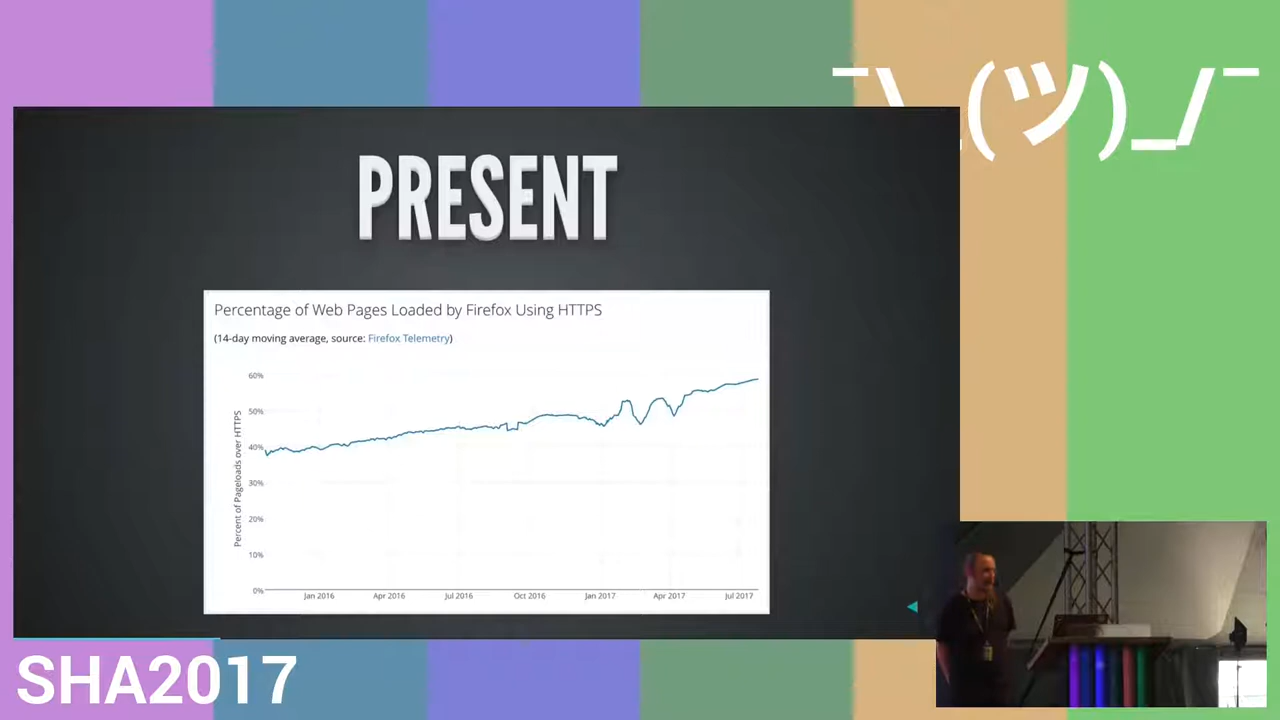 ¯\_(ツ)_/¯
PRESENT
Percentage of Web Pages Loaded by Firefox Using HTTPS
(14-day moving average, source: Firefox Telemetry)
Percent of Pageloads over HTTPS
60%
50%
40%
30%
20%
10%
0%
Jan 2016 Apr 2016 Jul 2016 Oct 2016 Jan 2017 Apr 2017 Jul 2017
SHA2017